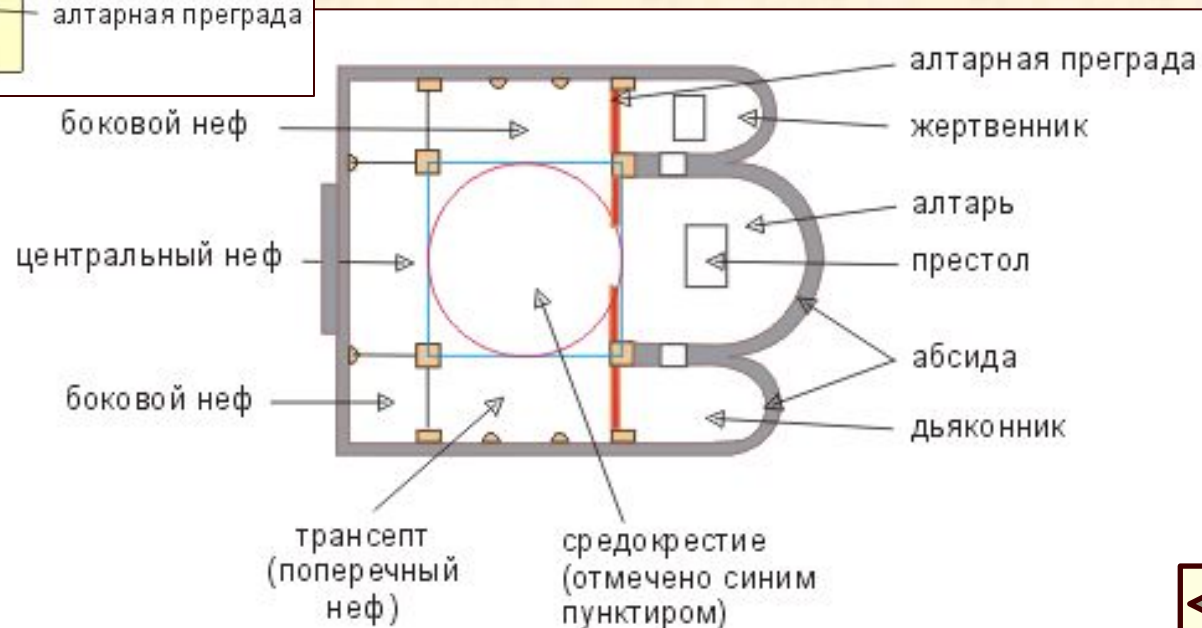 алтарная преграда
алтарная преграда
боковой неф
жертвенник
алтарь
центральный неф
престол
абсида
боковой неф
дьяконник
трансепт
(поперечный
неф)
средокрестие
(отмечено синим
пунктиром)
<